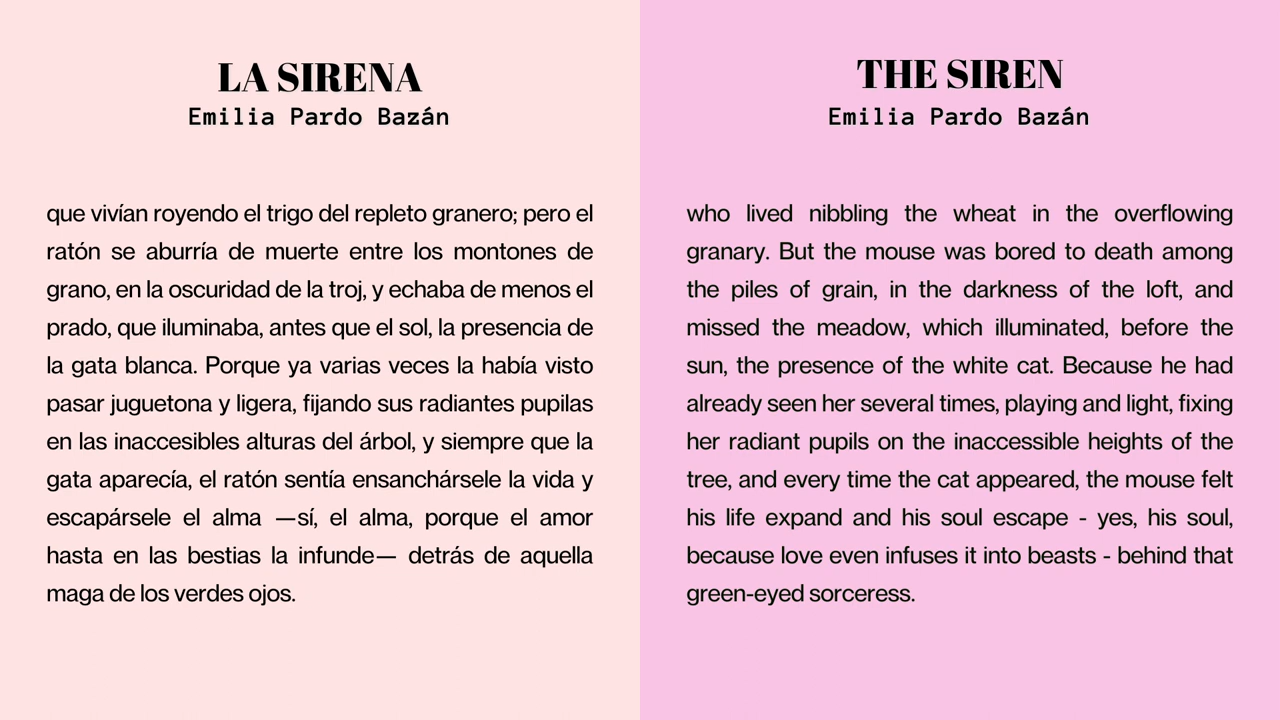 LA SIRENA
Emilia Pardo Bazán
que vivían royendo el trigo del repleto granero; pero el
ratón se aburría de muerte entre los montones de
grano, en la oscuridad de la troj, y echaba de menos el
prado, que iluminaba, antes que el sol, la presencia de
la gata blanca. Porque ya varias veces la había visto
pasar juguetona y ligera, fijando sus radiantes pupilas
en las inaccesibles alturas del árbol, y siempre que la
gata aparecía, el ratón sentía ensanchársele la vida y
escapársele el alma —sí, el alma, porque el amor
hasta en las bestias la infunde— detrás de aquella
maga de los verdes ojos.
THE SIREN
Emilia Pardo Bazán
who lived nibbling the wheat in the overflowing
granary. But the mouse was bored to death among
the piles of grain, in the darkness of the loft, and
missed the meadow, which illuminated, before the
sun, the presence of the white cat. Because he had
already seen her several times, playing and light, fixing
her radiant pupils on the inaccessible heights of the
tree, and every time the cat appeared, the mouse felt
his life expand and his soul escape - yes, his soul,
because love even infuses it into beasts - behind that
green-eyed sorceress.